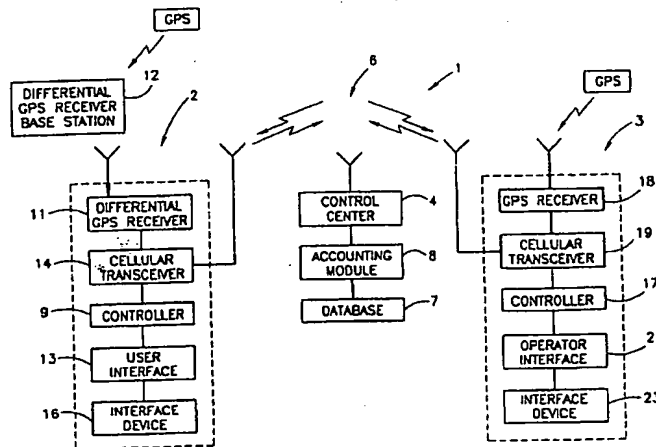 GPS
12
DIFFERENTIAL
GPS RECEIVER
BASE STATION
2
6
1
GPS
3
11
DIFFERENTIAL
GPS RECEIVER
14
CELLULAR
TRANSCEIVER
9
CONTROLLER
13
USER
INTERFACE
16
INTERFACE
DEVICE
CONTROL
CENTER
4
ACCOUNTING
MODULE
8
DATABASE
7
GPS RECEIVER
18
CELLULAR
TRANSCEIVER
19
CONTROLLER
17
OPERATOR
INTERFACE
INTERFACE
DEVICE
23